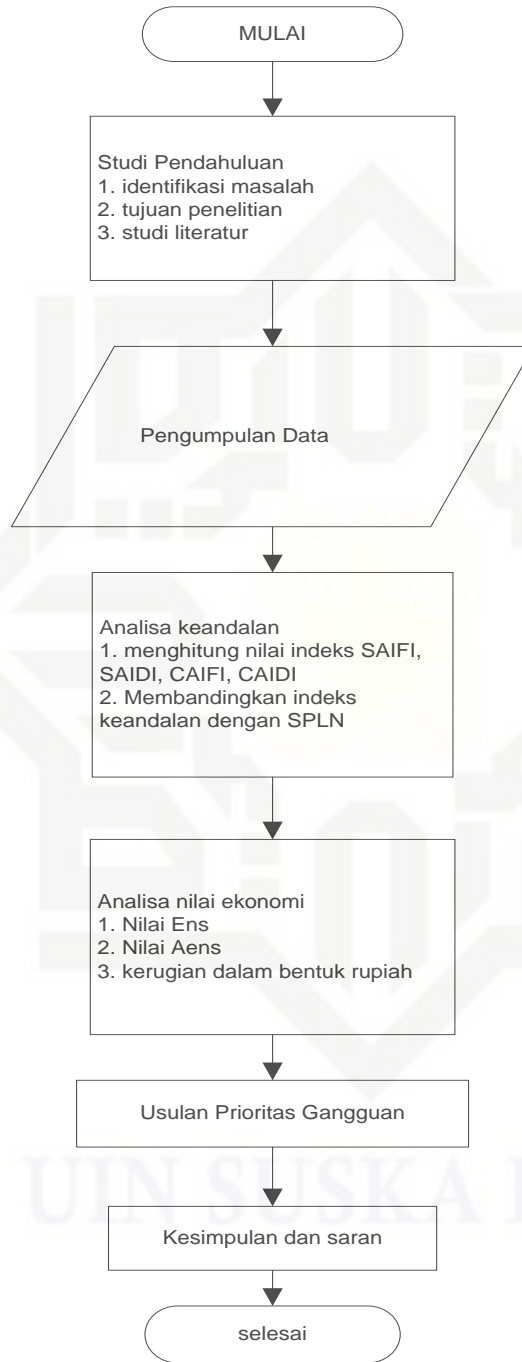 MULAI
Studi Pendahuluan
1. identifikasi masalah
2. tujuan penelitian
3. studi literatur
Pengumpulan Data
Analisa keandalan
1. menghitung nilai indeks SAIFI,
SAIDI, CAIFI, CAIDI
2. Membandingkan indeks
keandalan dengan SPLN
Analisa nilai ekonomi
1. Nilai Ens
2. Nilai Aens
3. kerugian dalam bentuk rupiah
Usulan Prioritas Gangguan
UIN SUSKA
Kesimpulan dan saran
selesai